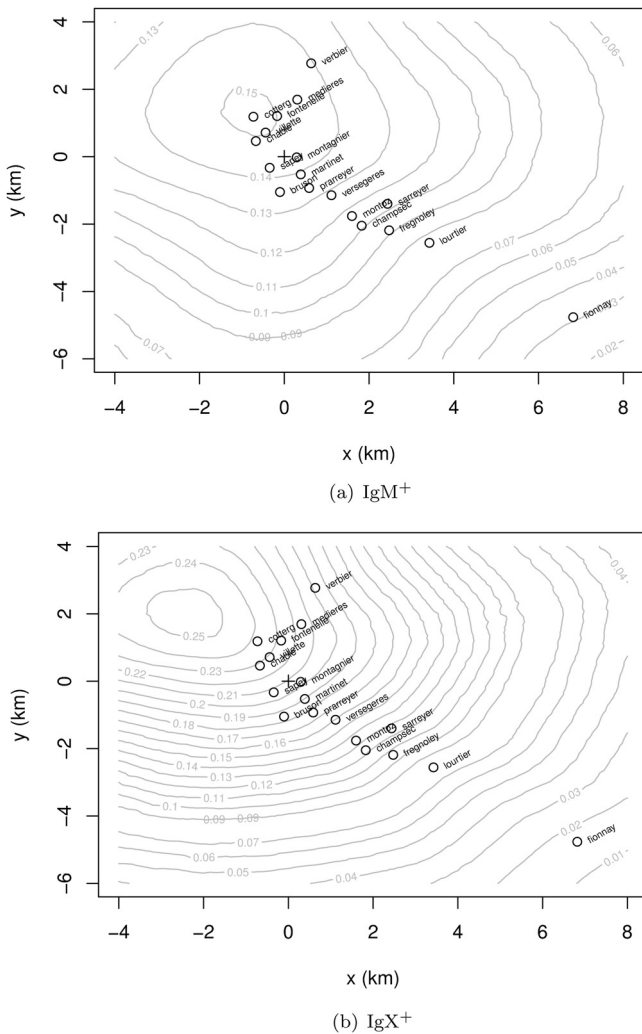 y (km)
4
2
0
−2
−4
−6
0.13
0.06
0.15
0.14
0.13
0.12
0.11
0.1
0.09 0.09
0.07
0.07
0.06
0.05
0.04
0.02
verbier
medieres
cotterg
fontenelle
villette
chable
montagnier
sapey
martinet
bruson
prarreyer
versegeres
sarreyer
champsec
fregnoley
lourtier
fionnay
−4 −2 0 2 4 6 8
x (km)
(a) IgM+
y (km)
4
2
0
−2
−4
−6
0.23
0.24
0.25
0.04
0.22
0.23
0.21
0.2
0.19
0.18
0.17
0.16
0.15
0.14
0.13
0.12
0.11
0.1
0.09 0.09
0.07
0.06
0.05
0.04
0.03
0.02
0.01
verbier
medieres
cotterg
fontenelle
villette
chable
montagnier
sapey
martinet
bruson
prarreyer
versegeres
sarreyer
champsec
fregnoley
lourtier
fionnay
−4 −2 0 2 4 6 8
x (km)
(b) IgX+